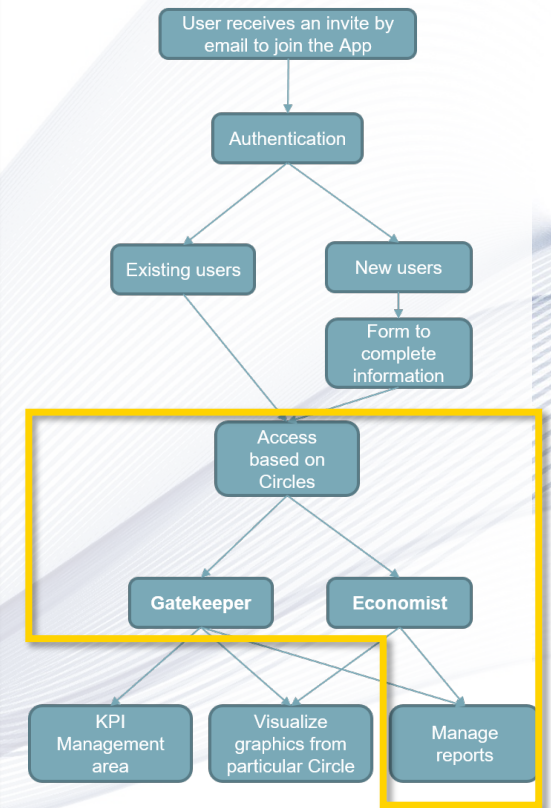 User receives an invite by
email to join the App
Authentication
Existing users
New users
Form to
complete
information
Access
based on
Circles
Gatekeeper
Economist
KPI
Management
area
Visualize
graphics from
particular Circle
Manage
reports